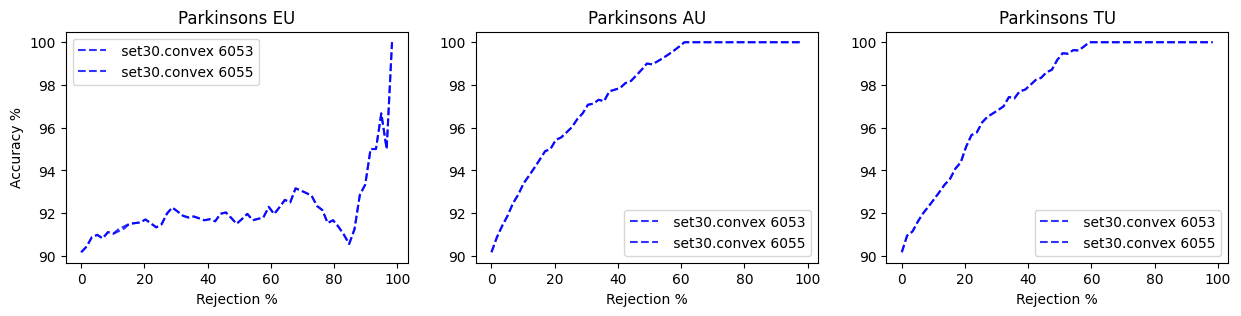 Parkinsons EU
Accuracy %
100
98
96
94
92
90
set30.convex 6053
set30.convex 6055
0 20 40 60 80 100
Rejection %
Parkinsons AU
100
98
96
94
92
90
set30.convex 6053
set30.convex 6055
0 20 40 60 80 100
Rejection %
Parkinsons TU
100
98
96
94
92
90
set30.convex 6053
set30.convex 6055
0 20 40 60 80 100
Rejection %